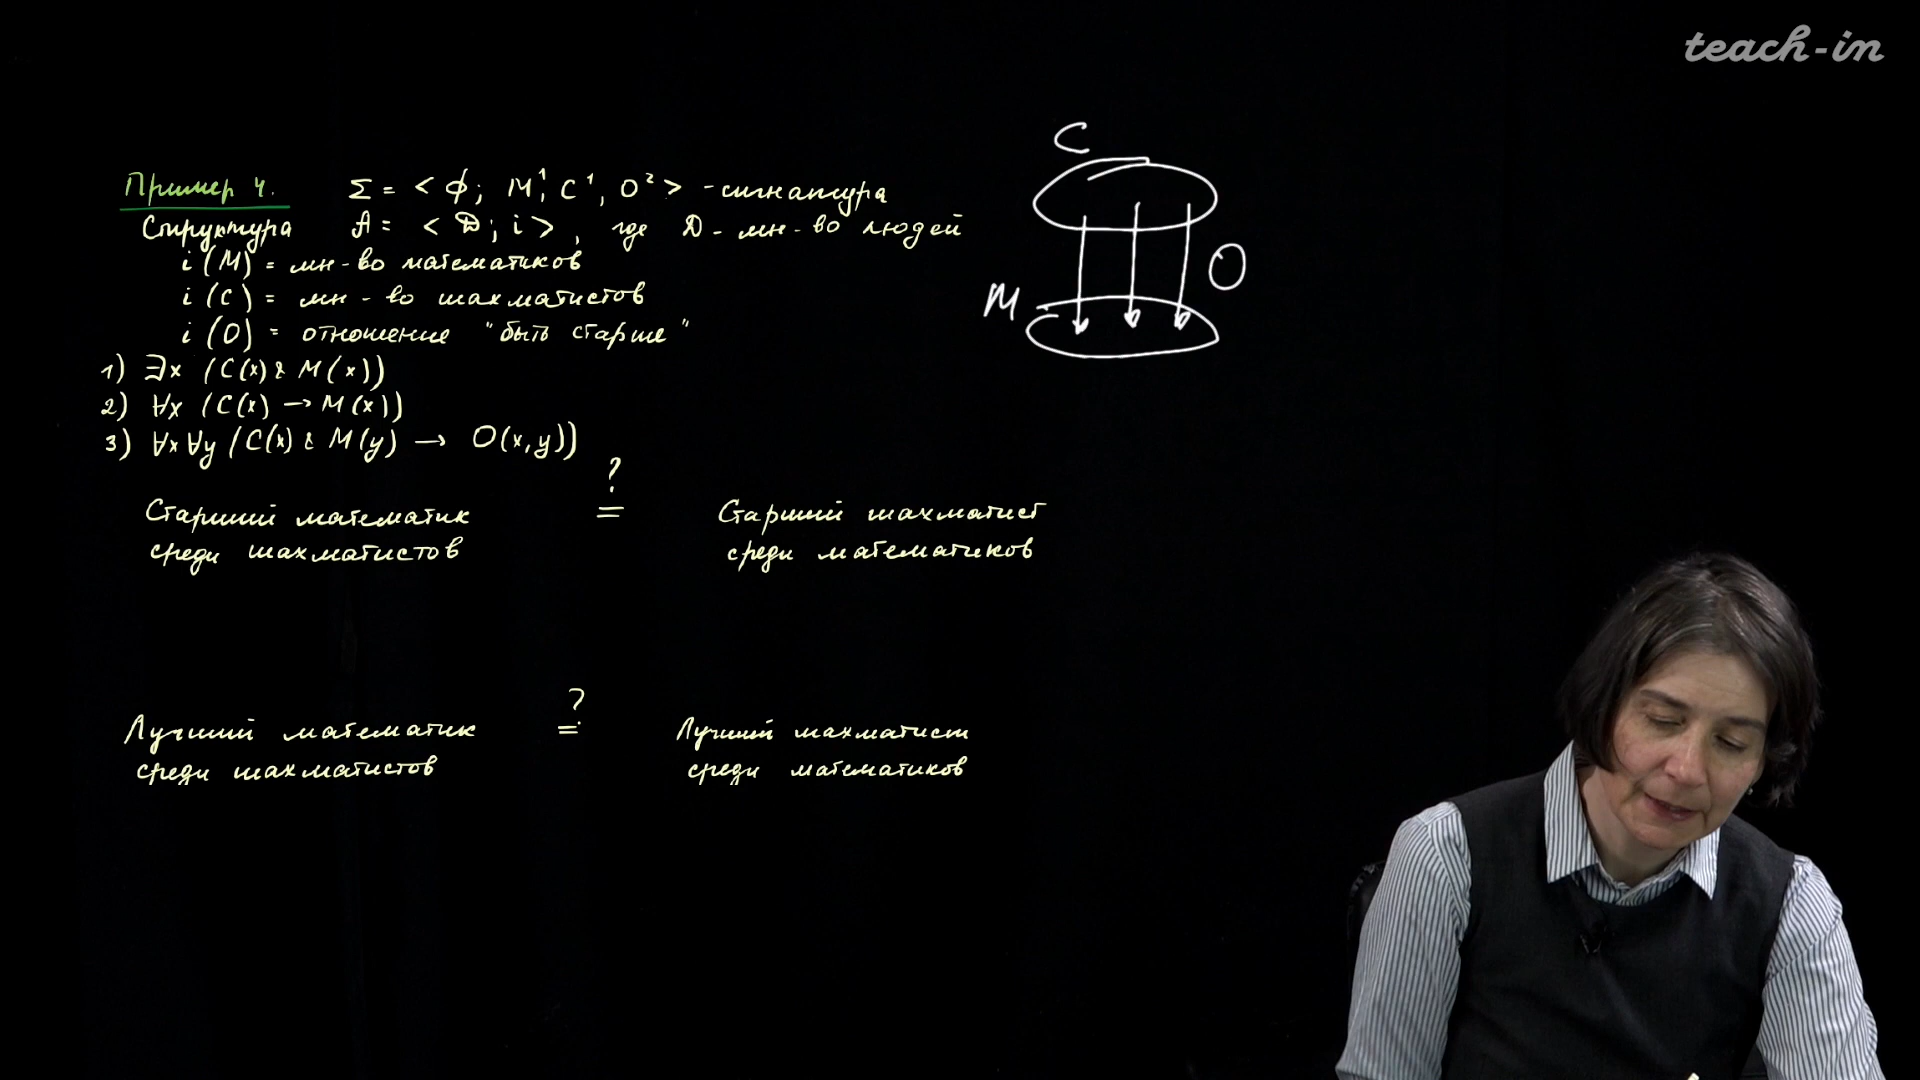 teach-in
Пример 4. Σ = < ∅; M¹, C¹, O² > - сигнатура
Структура A = < D; i >, где D - мн-во людей
i(M) = мн-во математиков
i(C) = мн-во шахматистов
i(O) = отношение "быть старше"
1) ∃x (C(x) & M(x))
2) ∀x (C(x) → M(x))
3) ∀x ∀y (C(x) & M(y) → O(x, y))
Старший математик ?= Старший шахматист
среди шахматистов среди математиков
Лучший математик ?= Лучший шахматист
среди шахматистов среди математиков
C
O
M